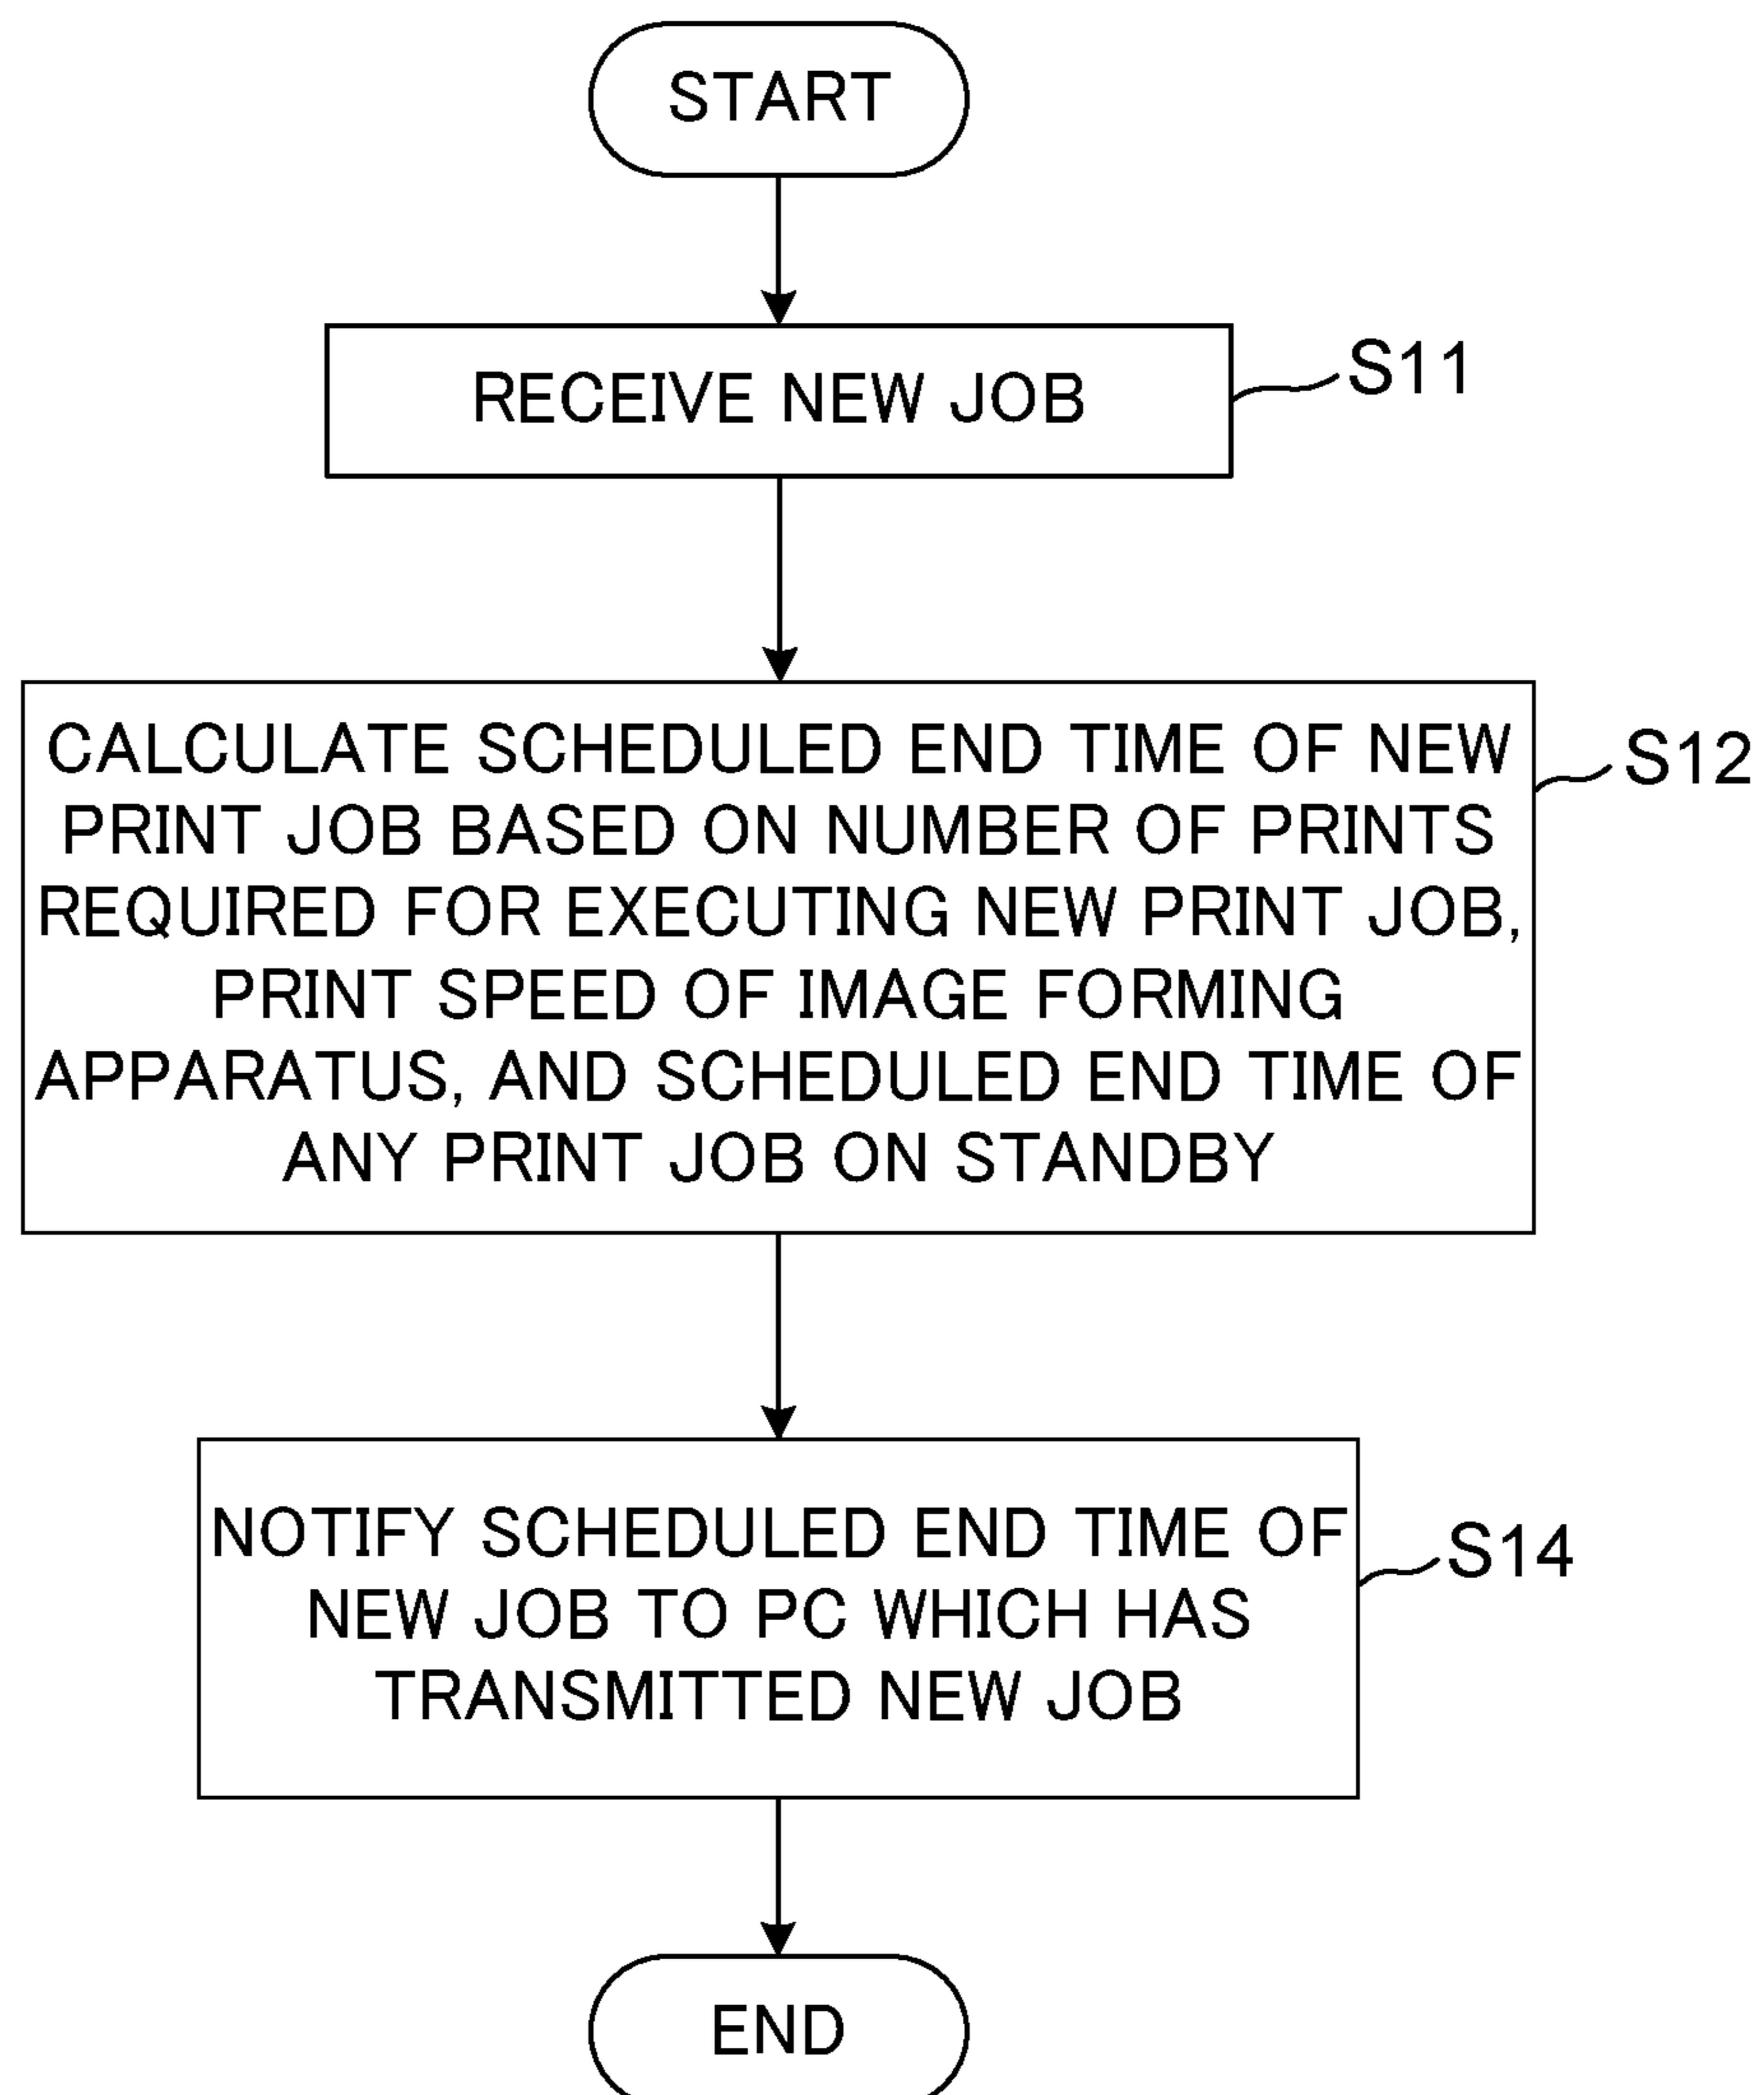 START
RECEIVE NEW JOB
S11
CALCULATE SCHEDULED END TIME OF NEW
PRINT JOB BASED ON NUMBER OF PRINTS
REQUIRED FOR EXECUTING NEW PRINT JOB,
PRINT SPEED OF IMAGE FORMING
APPARATUS, AND SCHEDULED END TIME OF
ANY PRINT JOB ON STANDBY
S12
NOTIFY SCHEDULED END TIME OF
NEW JOB TO PC WHICH HAS
TRANSMITTED NEW JOB
S14
END